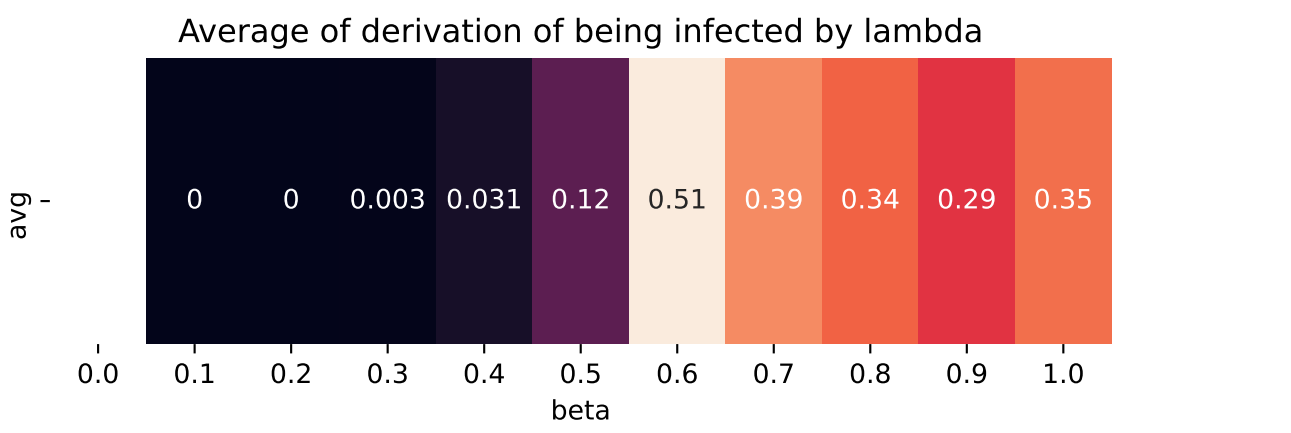 Average of derivation of being infected by lambda
avg
0 0 0.003 0.031 0.12 0.51 0.39 0.34 0.29 0.35
0.0 0.1 0.2 0.3 0.4 0.5 0.6 0.7 0.8 0.9 1.0
beta